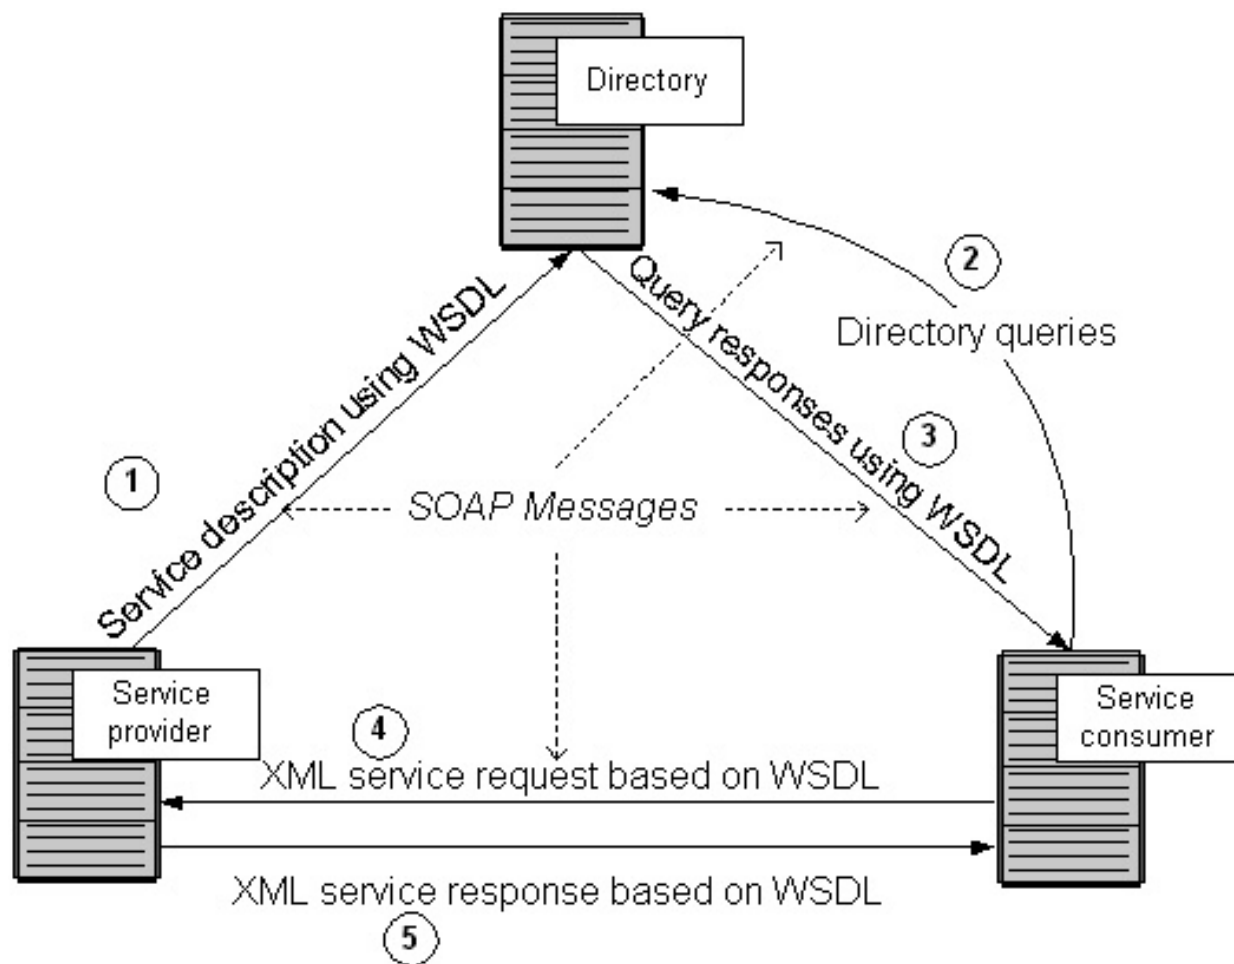 Directory
2
Directory queries
Query responses using WSDL
3
Service description using WSDL
1
SOAP Messages
Service
provider
Service
consumer
4
XML service request based on WSDL
XML service response based on WSDL
5